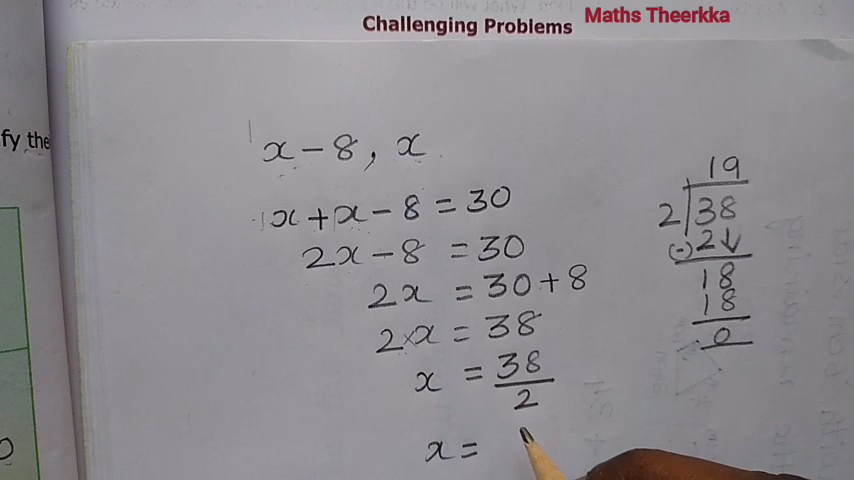 Challenging Problems Maths Theerkka
fy the
x - 8, x
x + x - 8 = 30
2x - 8 = 30
2x = 30 + 8
2 × x = 38
x = 38/2
x =
19
2 38
(-) 2 ↓
18
18
0